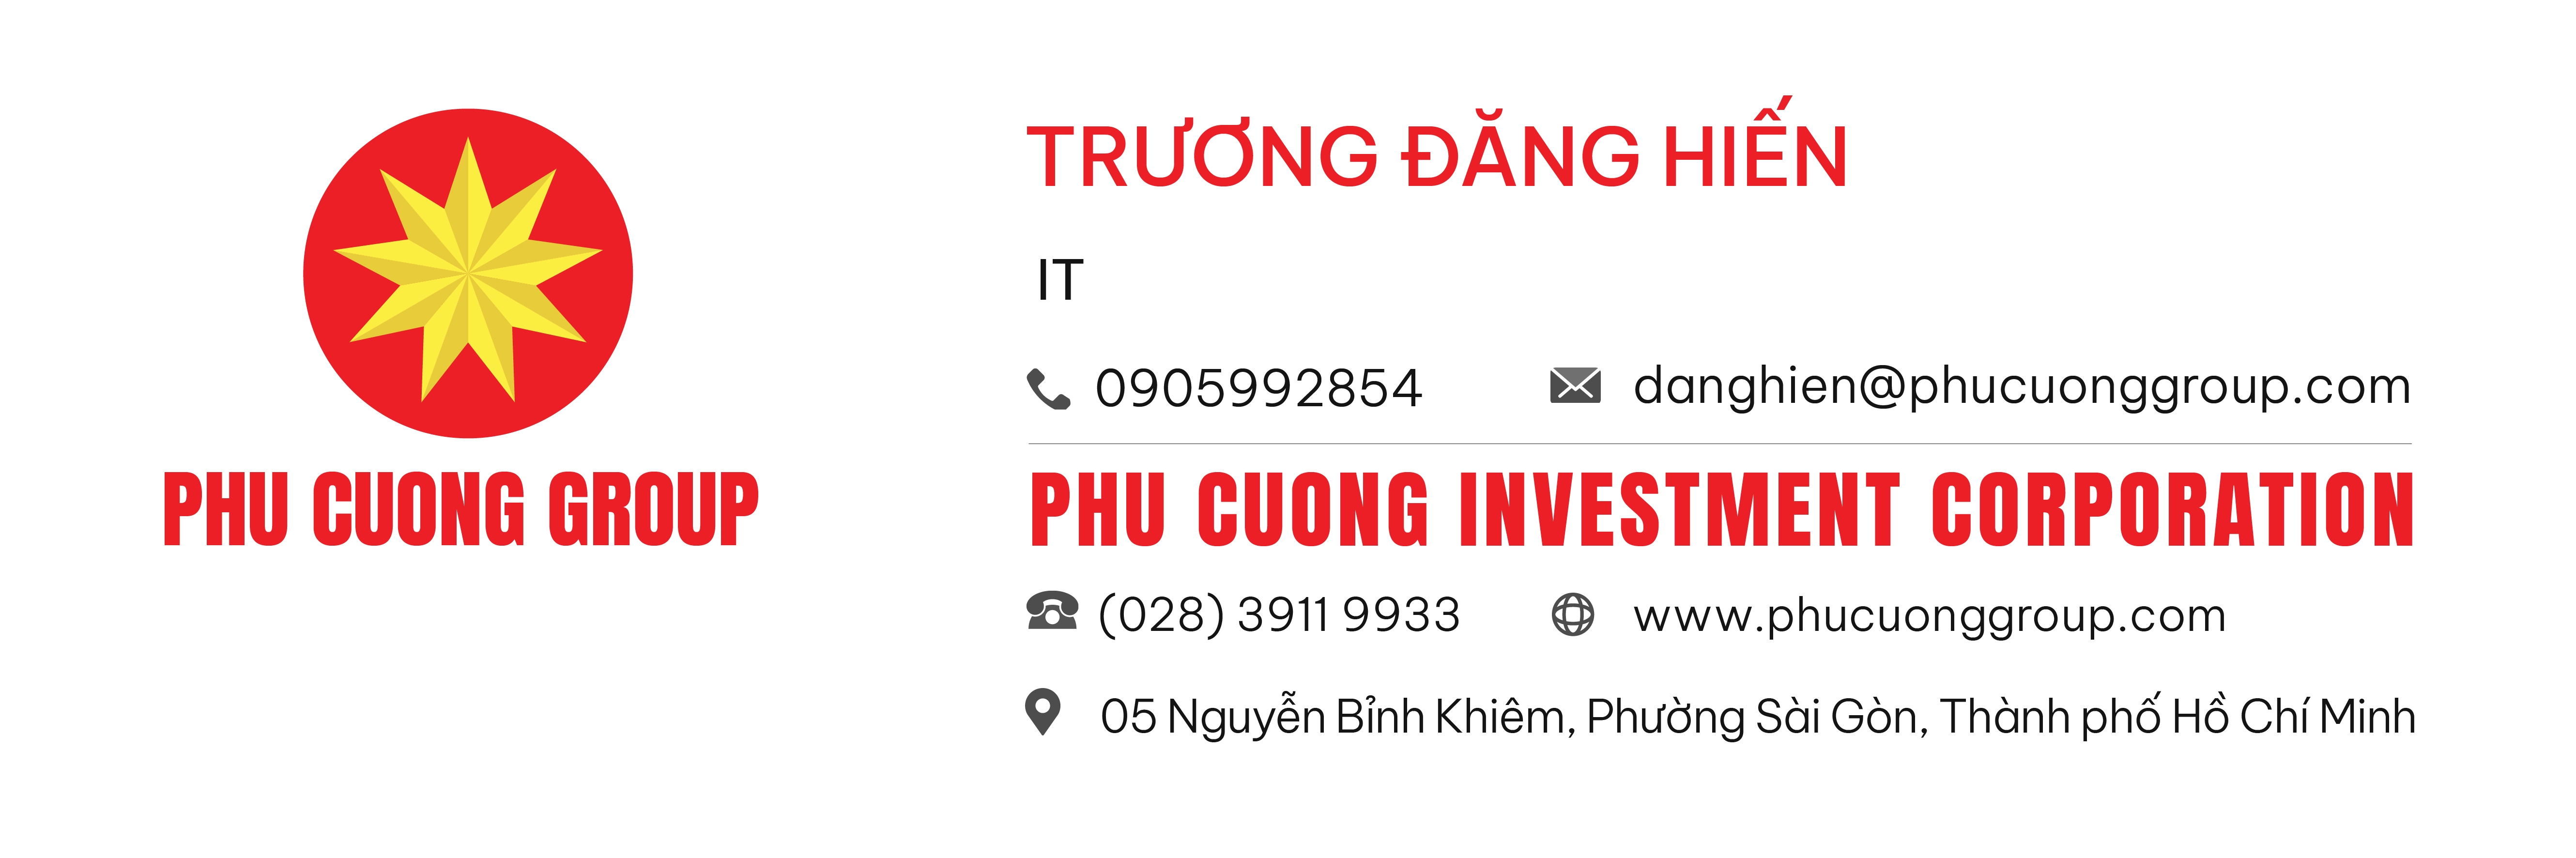 TRƯƠNG ĐĂNG HIẾN
IT
0905992854
danghien@phucuonggroup.com
PHU CUONG GROUP
PHU CUONG INVESTMENT CORPORATION
(028) 3911 9933
www.phucuonggroup.com
05 Nguyễn Bỉnh Khiêm, Phường Sài Gòn, Thành phố Hồ Chí Minh